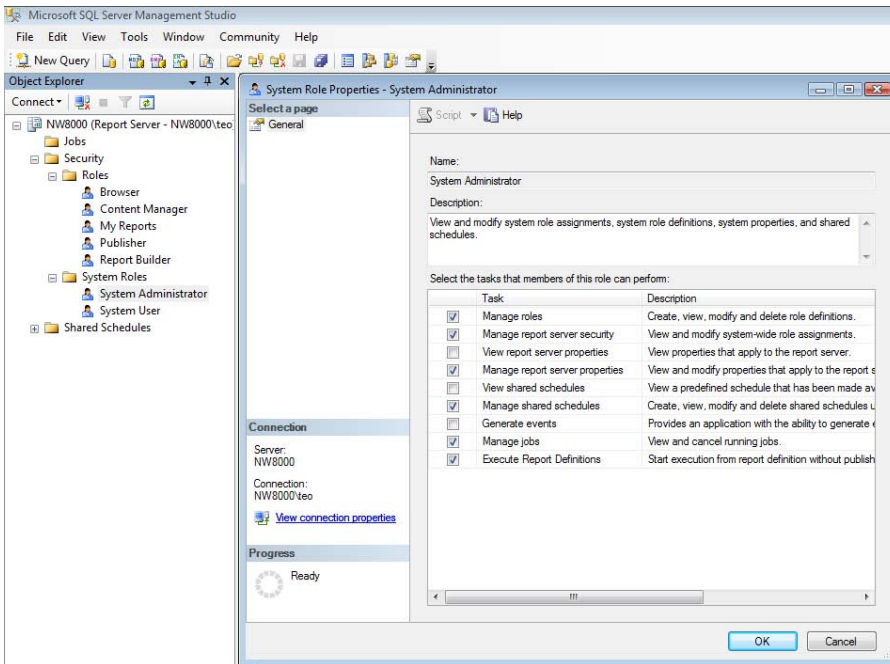 Microsoft SQL Server Management Studio
File Edit View Tools Window Community Help
New Query
Object Explorer
Connect
NW8000 (Report Server - NW8000\teo
Jobs
Security
Roles
Browser
Content Manager
My Reports
Publisher
Report Builder
System Roles
System Administrator
System User
Shared Schedules
System Role Properties - System Administrator
Select a page
General
Script Help
Name:
System Administrator
Description:
View and modify system role assignments, system role definitions, system properties, and shared
schedules.
Select the tasks that members of this role can perform:
Task Description
Manage roles Create, view, modify and delete role definitions.
Manage report server security View and modify system-wide role assignments.
View report server properties View properties that apply to the report server.
Manage report server properties View and modify properties that apply to the report s
View shared schedules View a predefined schedule that has been made av
Manage shared schedules Create, view, modify and delete shared schedules u
Generate events Provides an application with the ability to generate e
Manage jobs View and cancel running jobs.
Execute Report Definitions Start execution from report definition without publish
Connection
Server:
NW8000
Connection:
NW8000\teo
View connection properties
Progress
Ready
OK Cancel